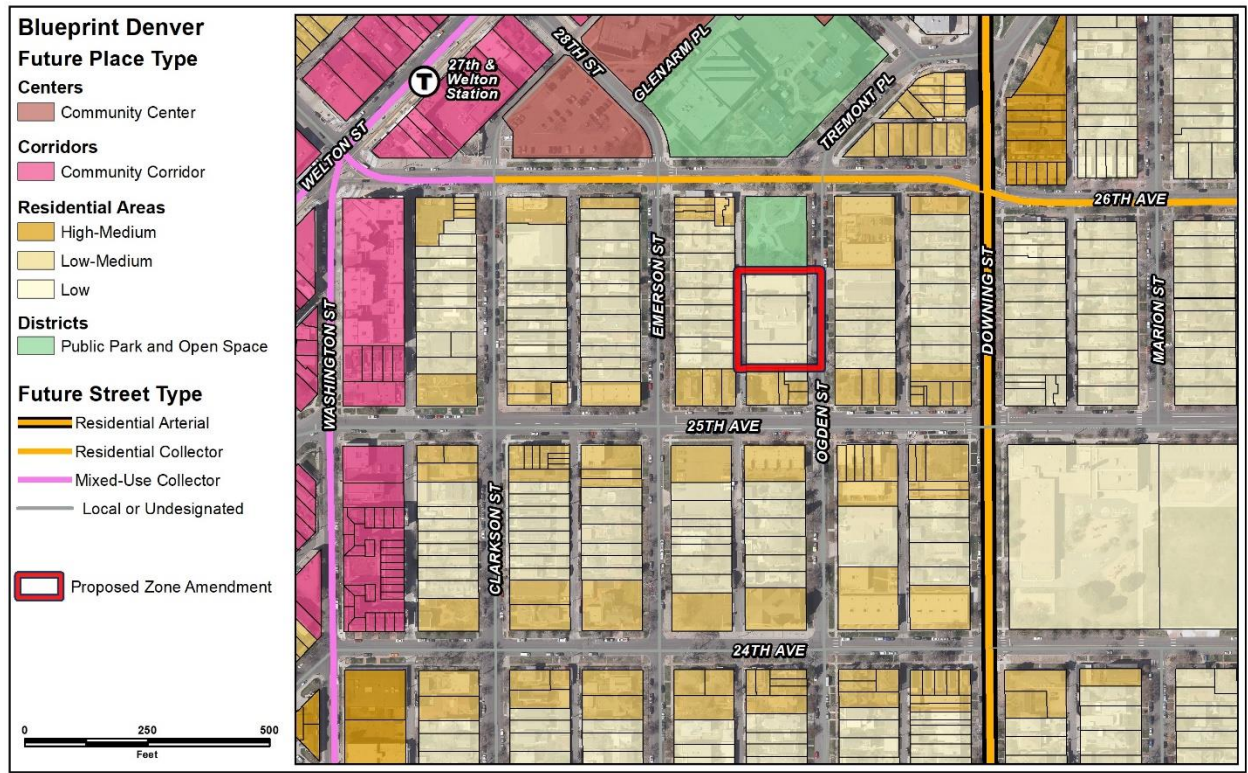 Blueprint Denver
Future Place Type
Centers
Community Center
Corridors
Community Corridor
Residential Areas
High-Medium
Low-Medium
Low
Districts
Public Park and Open Space
Future Street Type
Residential Arterial
Residential Collector
Mixed-Use Collector
Local or Undesignated
Proposed Zone Amendment
0 250 500
Feet
28TH ST
GLENARM PL
T
27th &
Welton
Station
TREMONT PL
WELTON ST
26TH AVE
WASHINGTON ST
EMERSON ST
DOWNING ST
MARION ST
OGDEN ST
25TH AVE
CLARKSON ST
24TH AVE